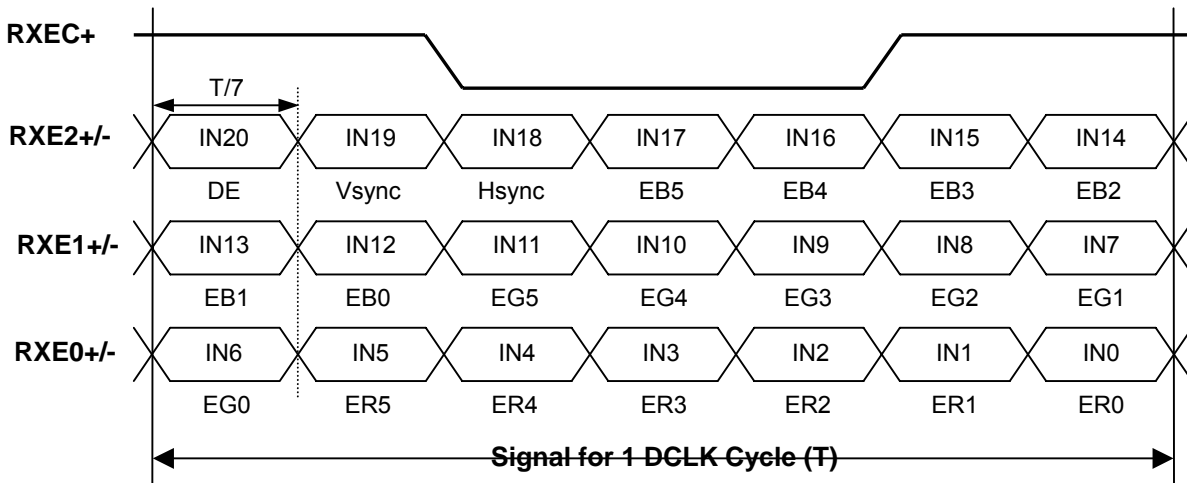 RXEC+
T/7
RXE2+/- IN20 IN19 IN18 IN17 IN16 IN15 IN14
DE Vsync Hsync EB5 EB4 EB3 EB2
RXE1+/- IN13 IN12 IN11 IN10 IN9 IN8 IN7
EB1 EB0 EG5 EG4 EG3 EG2 EG1
RXE0+/- IN6 IN5 IN4 IN3 IN2 IN1 IN0
EG0 ER5 ER4 ER3 ER2 ER1 ER0
Signal for 1 DCLK Cycle (T)